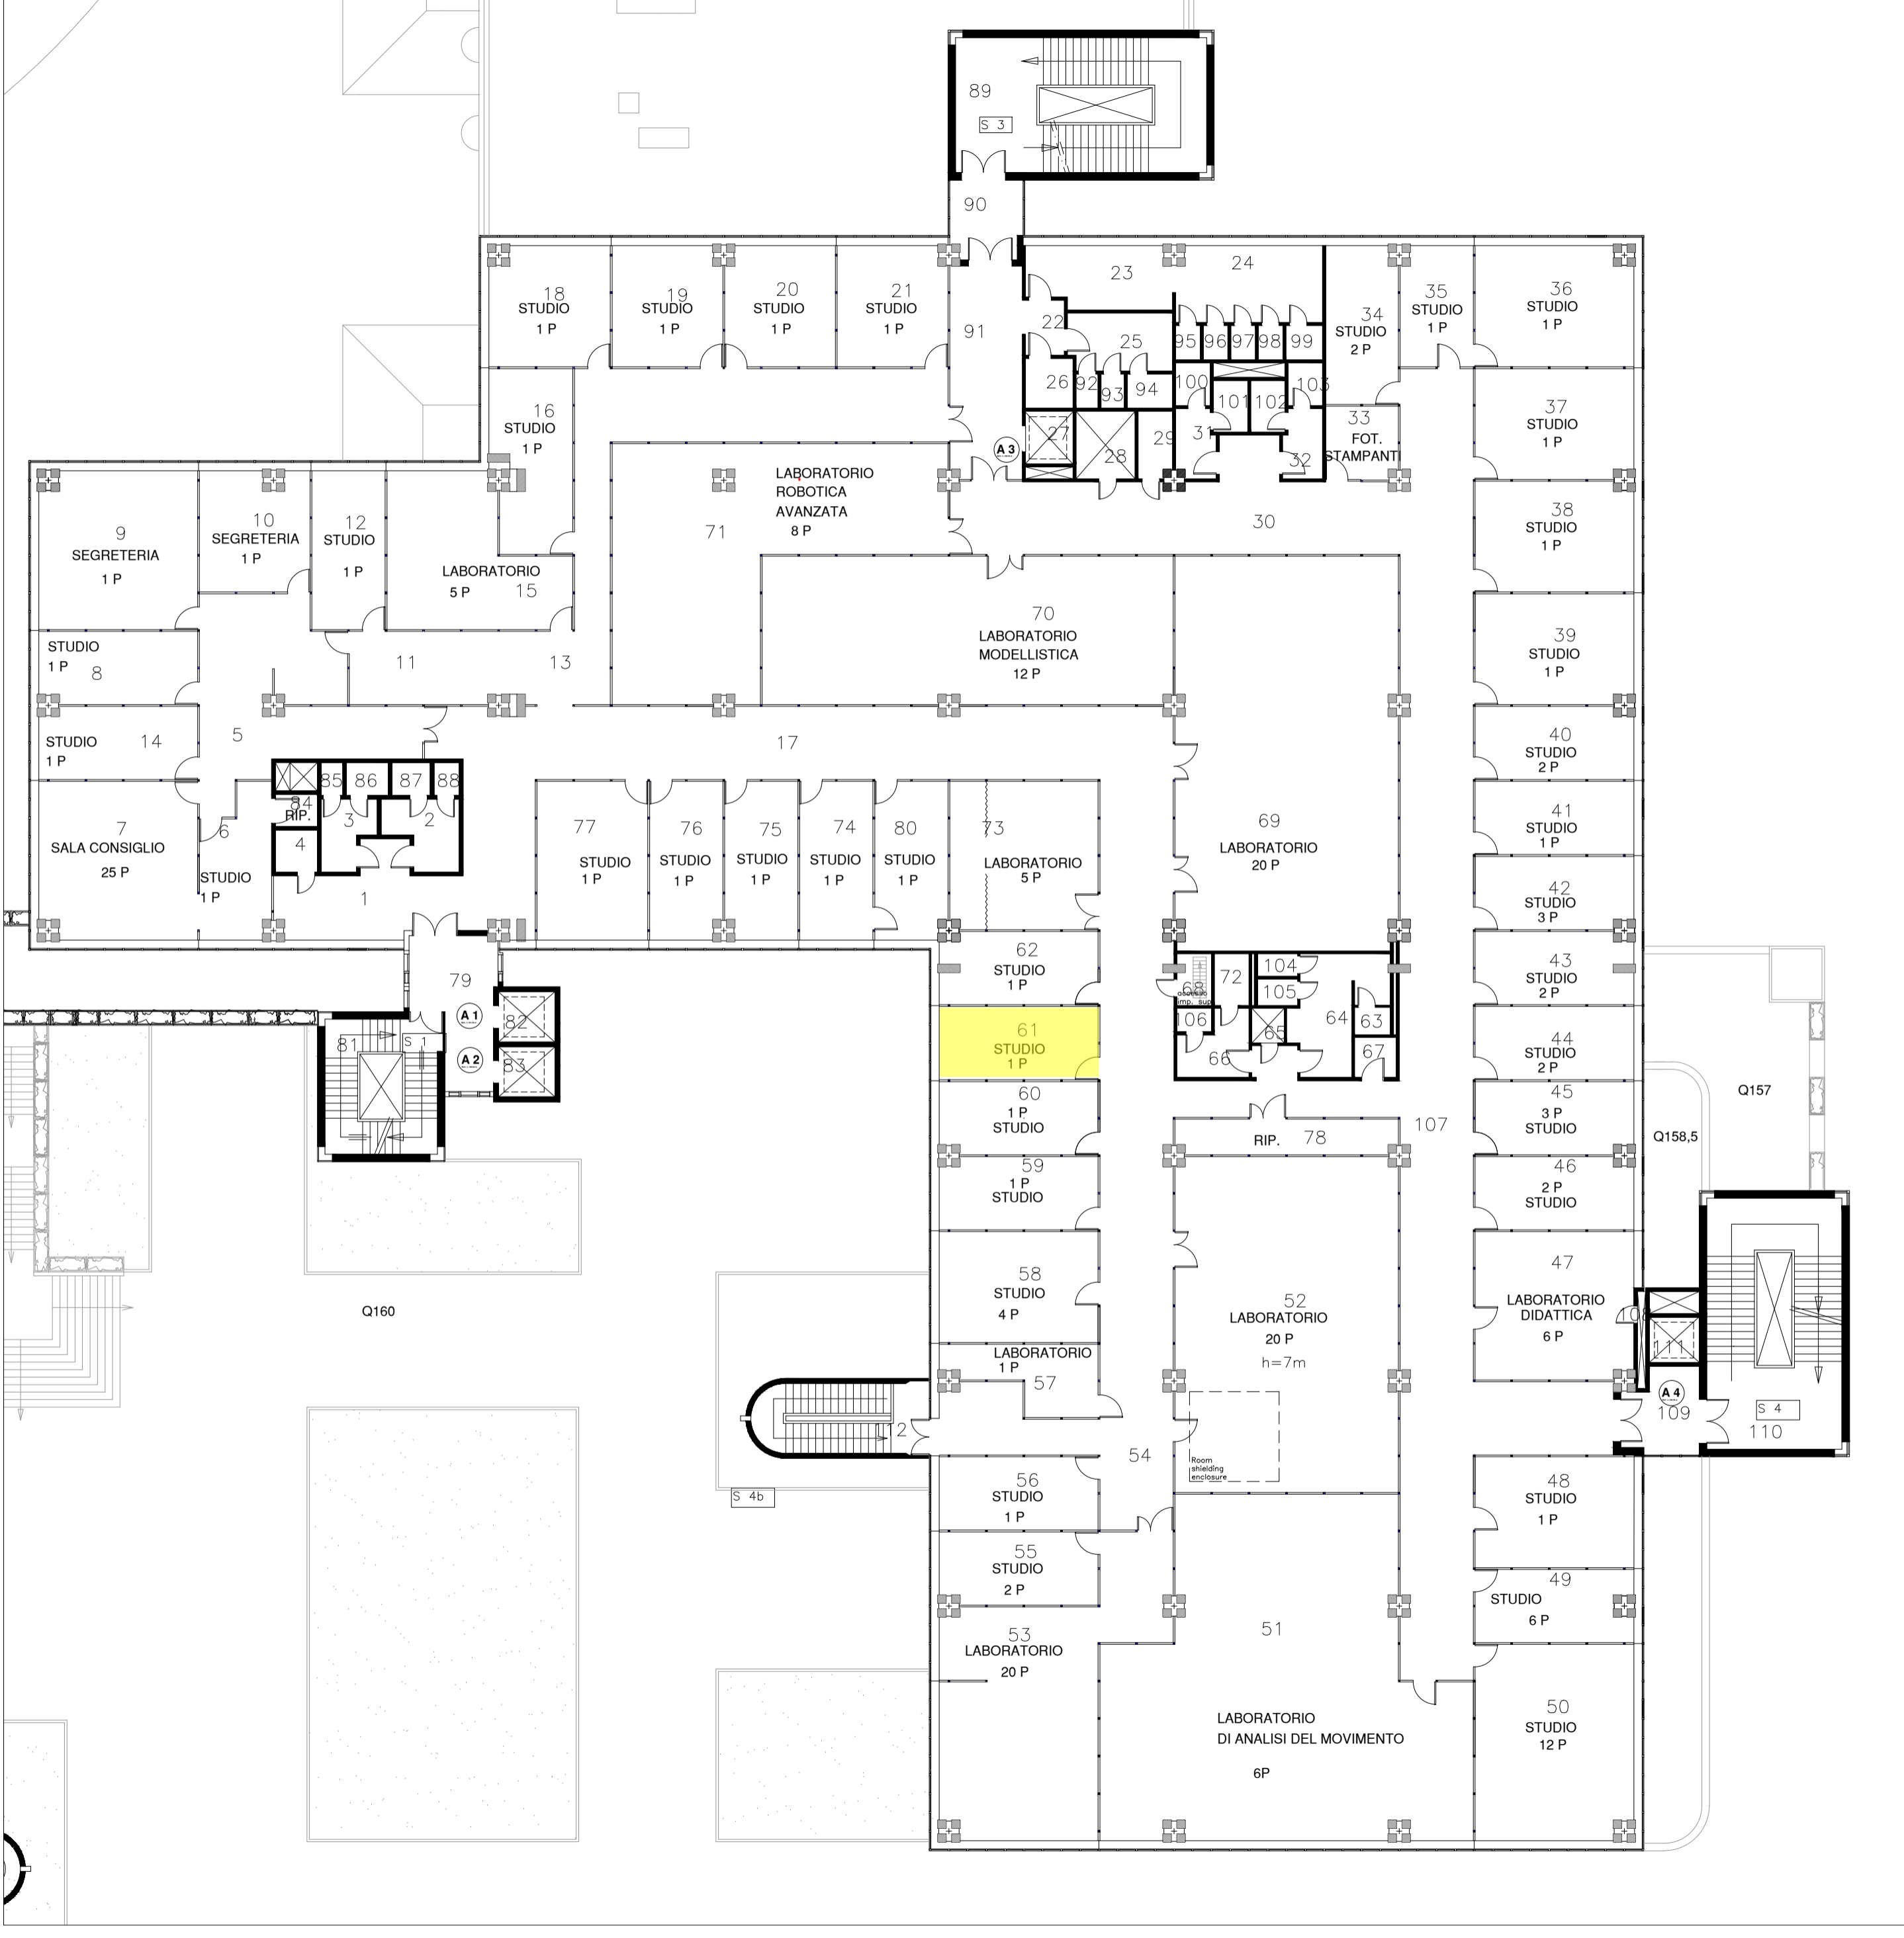 89
S 3
90
18
STUDIO
1 P
19
STUDIO
1 P
20
STUDIO
1 P
21
STUDIO
1 P
91
22
23
24
25
95
96
97
98
99
26
92
93
94
100
101
102
103
27
28
29
31
32
A 3
34
STUDIO
2 P
35
STUDIO
1 P
36
STUDIO
1 P
33
FOT.
STAMPANTI
37
STUDIO
1 P
16
STUDIO
1 P
9
SEGRETERIA
1 P
10
SEGRETERIA
1 P
12
STUDIO
1 P
LABORATORIO
5 P
15
71
LABORATORIO
ROBOTICA
AVANZATA
8 P
30
38
STUDIO
1 P
70
LABORATORIO
MODELLISTICA
12 P
39
STUDIO
1 P
STUDIO
1 P
8
11
13
STUDIO
1 P
14
5
17
40
STUDIO
2 P
85
86
87
88
84
RIP.
3
2
4
6
7
SALA CONSIGLIO
25 P
STUDIO
1 P
1
77
STUDIO
1 P
76
STUDIO
1 P
75
STUDIO
1 P
74
STUDIO
1 P
80
STUDIO
1 P
73
LABORATORIO
5 P
69
LABORATORIO
20 P
41
STUDIO
1 P
42
STUDIO
3 P
79
A 1
A 2
82
83
81
S 1
62
STUDIO
1 P
61
STUDIO
1 P
60
1 P
STUDIO
59
1 P
STUDIO
68
imp. sup.
72
104
105
106
65
64
63
66
67
43
STUDIO
2 P
44
STUDIO
2 P
45
3 P
STUDIO
46
2 P
STUDIO
RIP.
78
107
Q157
Q158,5
Q160
58
STUDIO
4 P
LABORATORIO
1 P
57
52
LABORATORIO
20 P
h=7m
Room
shielding
enclosure
47
LABORATORIO
DIDATTICA
6 P
111
A 4
109
S 4
110
54
S 4b
56
STUDIO
1 P
55
STUDIO
2 P
53
LABORATORIO
20 P
51
LABORATORIO
DI ANALISI DEL MOVIMENTO
6P
48
STUDIO
1 P
49
STUDIO
6 P
50
STUDIO
12 P